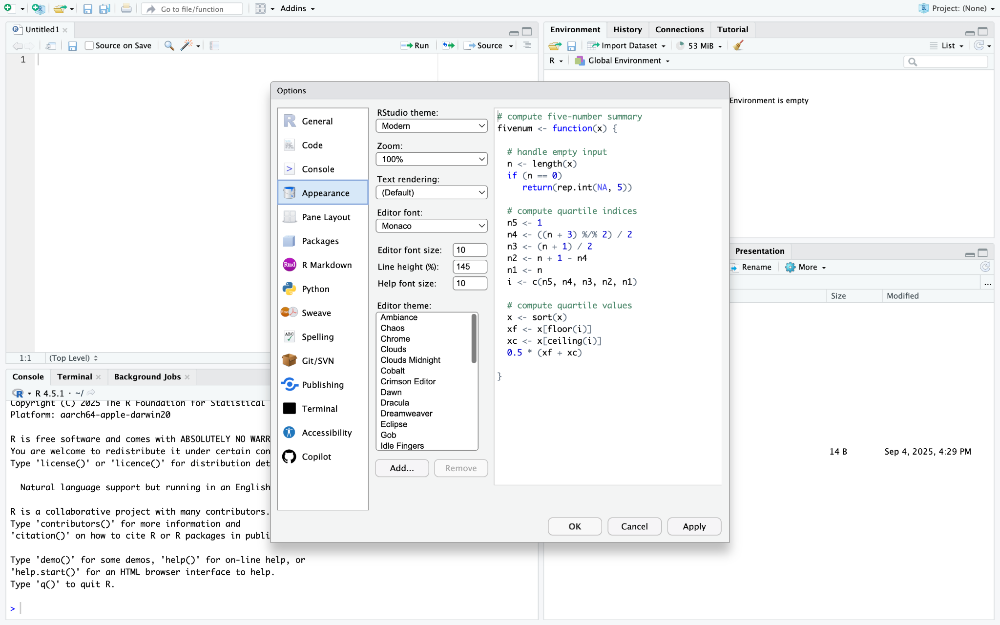 Go to file/function
Addins
Project: (None)
Untitled1
Source on Save
Run
Source
1
1:1
(Top Level)
Console
Terminal
Background Jobs
R 4.5.1 · ~/
Copyright (C) 2025 The R Foundation for Statistical
Platform: aarch64-apple-darwin20
R is free software and comes with ABSOLUTELY NO WARR
You are welcome to redistribute it under certain con
Type 'license()' or 'licence()' for distribution det
Natural language support but running in an English
R is a collaborative project with many contributors.
Type 'contributors()' for more information and
'citation()' on how to cite R or R packages in publi
Type 'demo()' for some demos, 'help()' for on-line help, or
'help.start()' for an HTML browser interface to help.
Type 'q()' to quit R.
>
Environment
History
Connections
Tutorial
Import Dataset
53 MiB
List
R
Global Environment
Environment is empty
Presentation
Rename
More
...
Size
Modified
14 B
Sep 4, 2025, 4:29 PM
Options
General
Code
Console
Appearance
Pane Layout
Packages
Rmd
R Markdown
Python
Rnw
Sweave
ABC
Spelling
Git/SVN
Publishing
Terminal
Accessibility
Copilot
RStudio theme:
Modern
Zoom:
100%
Text rendering:
(Default)
Editor font:
Monaco
Editor font size: 10
Line height (%): 145
Help font size: 10
Editor theme:
Ambiance
Chaos
Chrome
Clouds
Clouds Midnight
Cobalt
Crimson Editor
Dawn
Dracula
Dreamweaver
Eclipse
Gob
Idle Fingers
Add...
Remove
# compute five-number summary
fivenum <- function(x) {
# handle empty input
n <- length(x)
if (n == 0)
return(rep.int(NA, 5))
# compute quartile indices
n5 <- 1
n4 <- ((n + 3) %/% 2) / 2
n3 <- (n + 1) / 2
n2 <- n + 1 - n4
n1 <- n
i <- c(n5, n4, n3, n2, n1)
# compute quartile values
x <- sort(x)
xf <- x[floor(i)]
xc <- x[ceiling(i)]
0.5 * (xf + xc)
}
OK
Cancel
Apply